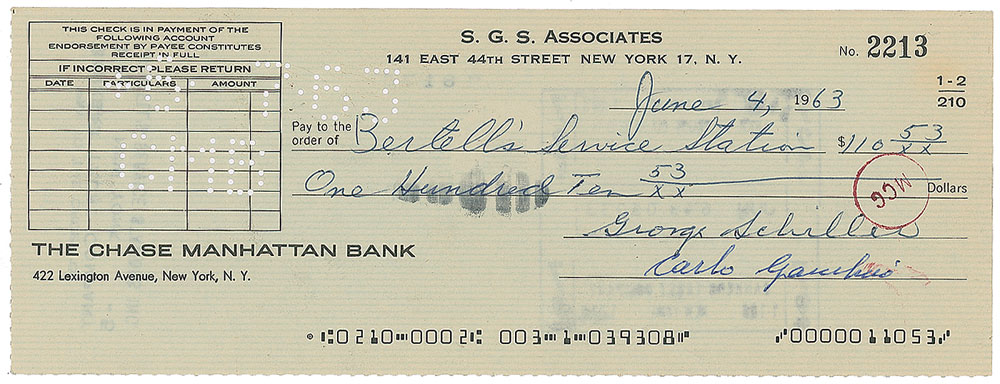 THIS CHECK IS IN PAYMENT OF THE
FOLLOWING ACCOUNT
ENDORSEMENT BY PAYEE CONSTITUTES
RECEIPT IN FULL
IF INCORRECT PLEASE RETURN
DATE PARTICULARS AMOUNT
S. G. S. ASSOCIATES
141 EAST 44TH STREET NEW YORK 17, N. Y.
No. 2213
1-2
210
June 4, 1963
Pay to the
order of Bertell's Service Station $110 53/xx
One Hundred Ten 53/xx Dollars
MCG
George Schiller
Carlo Gambino
THE CHASE MANHATTAN BANK
422 Lexington Avenue, New York, N. Y.
⑆0210⑉0002⑆ 003⑉1⑉039308⑈ ⑇0000011053⑇